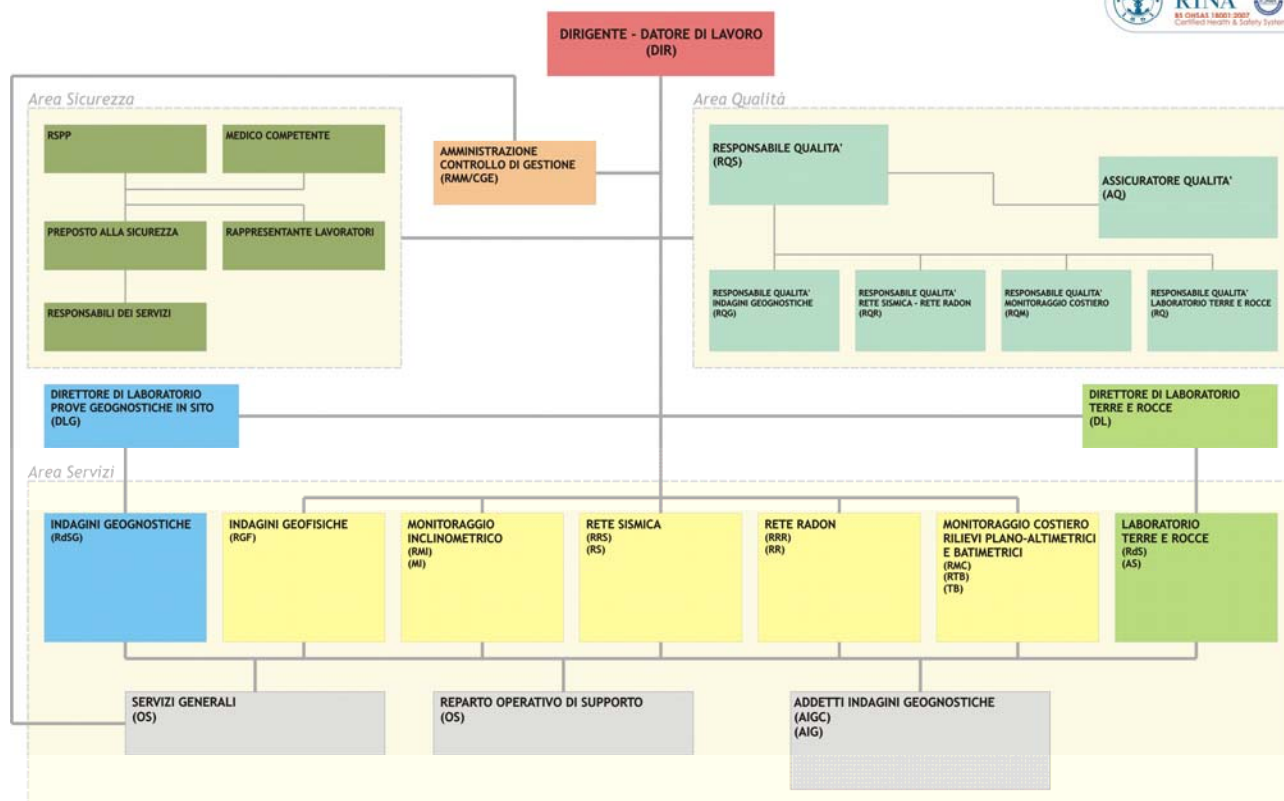 RINA
BS OHSAS 18001:2007
Certified Health & Safety System
DIRIGENTE - DATORE DI LAVORO
(DIR)
Area Sicurezza
RSPP
MEDICO COMPETENTE
PREPOSTO ALLA SICUREZZA
RAPPRESENTANTE LAVORATORI
RESPONSABILI DEI SERVIZI
AMMINISTRAZIONE
CONTROLLO DI GESTIONE
(RMM/CGE)
Area Qualità
RESPONSABILE QUALITA'
(RQS)
ASSICURATORE QUALITA'
(AQ)
RESPONSABILE QUALITA'
INDAGINI GEOGNOSTICHE
(RQG)
RESPONSABILE QUALITA'
RETE SISMICA - RETE RADON
(RQR)
RESPONSABILE QUALITA'
MONITORAGGIO COSTIERO
(RQM)
RESPONSABILE QUALITA'
LABORATORIO TERRE E ROCCE
(RQ)
DIRETTORE DI LABORATORIO
PROVE GEOGNOSTICHE IN SITO
(DLG)
DIRETTORE DI LABORATORIO
TERRE E ROCCE
(DL)
Area Servizi
INDAGINI GEOGNOSTICHE
(RdSG)
INDAGINI GEOFISICHE
(RGF)
MONITORAGGIO
INCLINOMETRICO
(RMI)
(MI)
RETE SISMICA
(RRS)
(RS)
RETE RADON
(RRR)
(RR)
MONITORAGGIO COSTIERO
RILIEVI PLANO-ALTIMETRICI
E BATIMETRICI
(RMC)
(RTB)
(TB)
LABORATORIO
TERRE E ROCCE
(RdS)
(AS)
SERVIZI GENERALI
(OS)
REPARTO OPERATIVO DI SUPPORTO
(OS)
ADDETTI INDAGINI GEOGNOSTICHE
(AIGC)
(AIG)